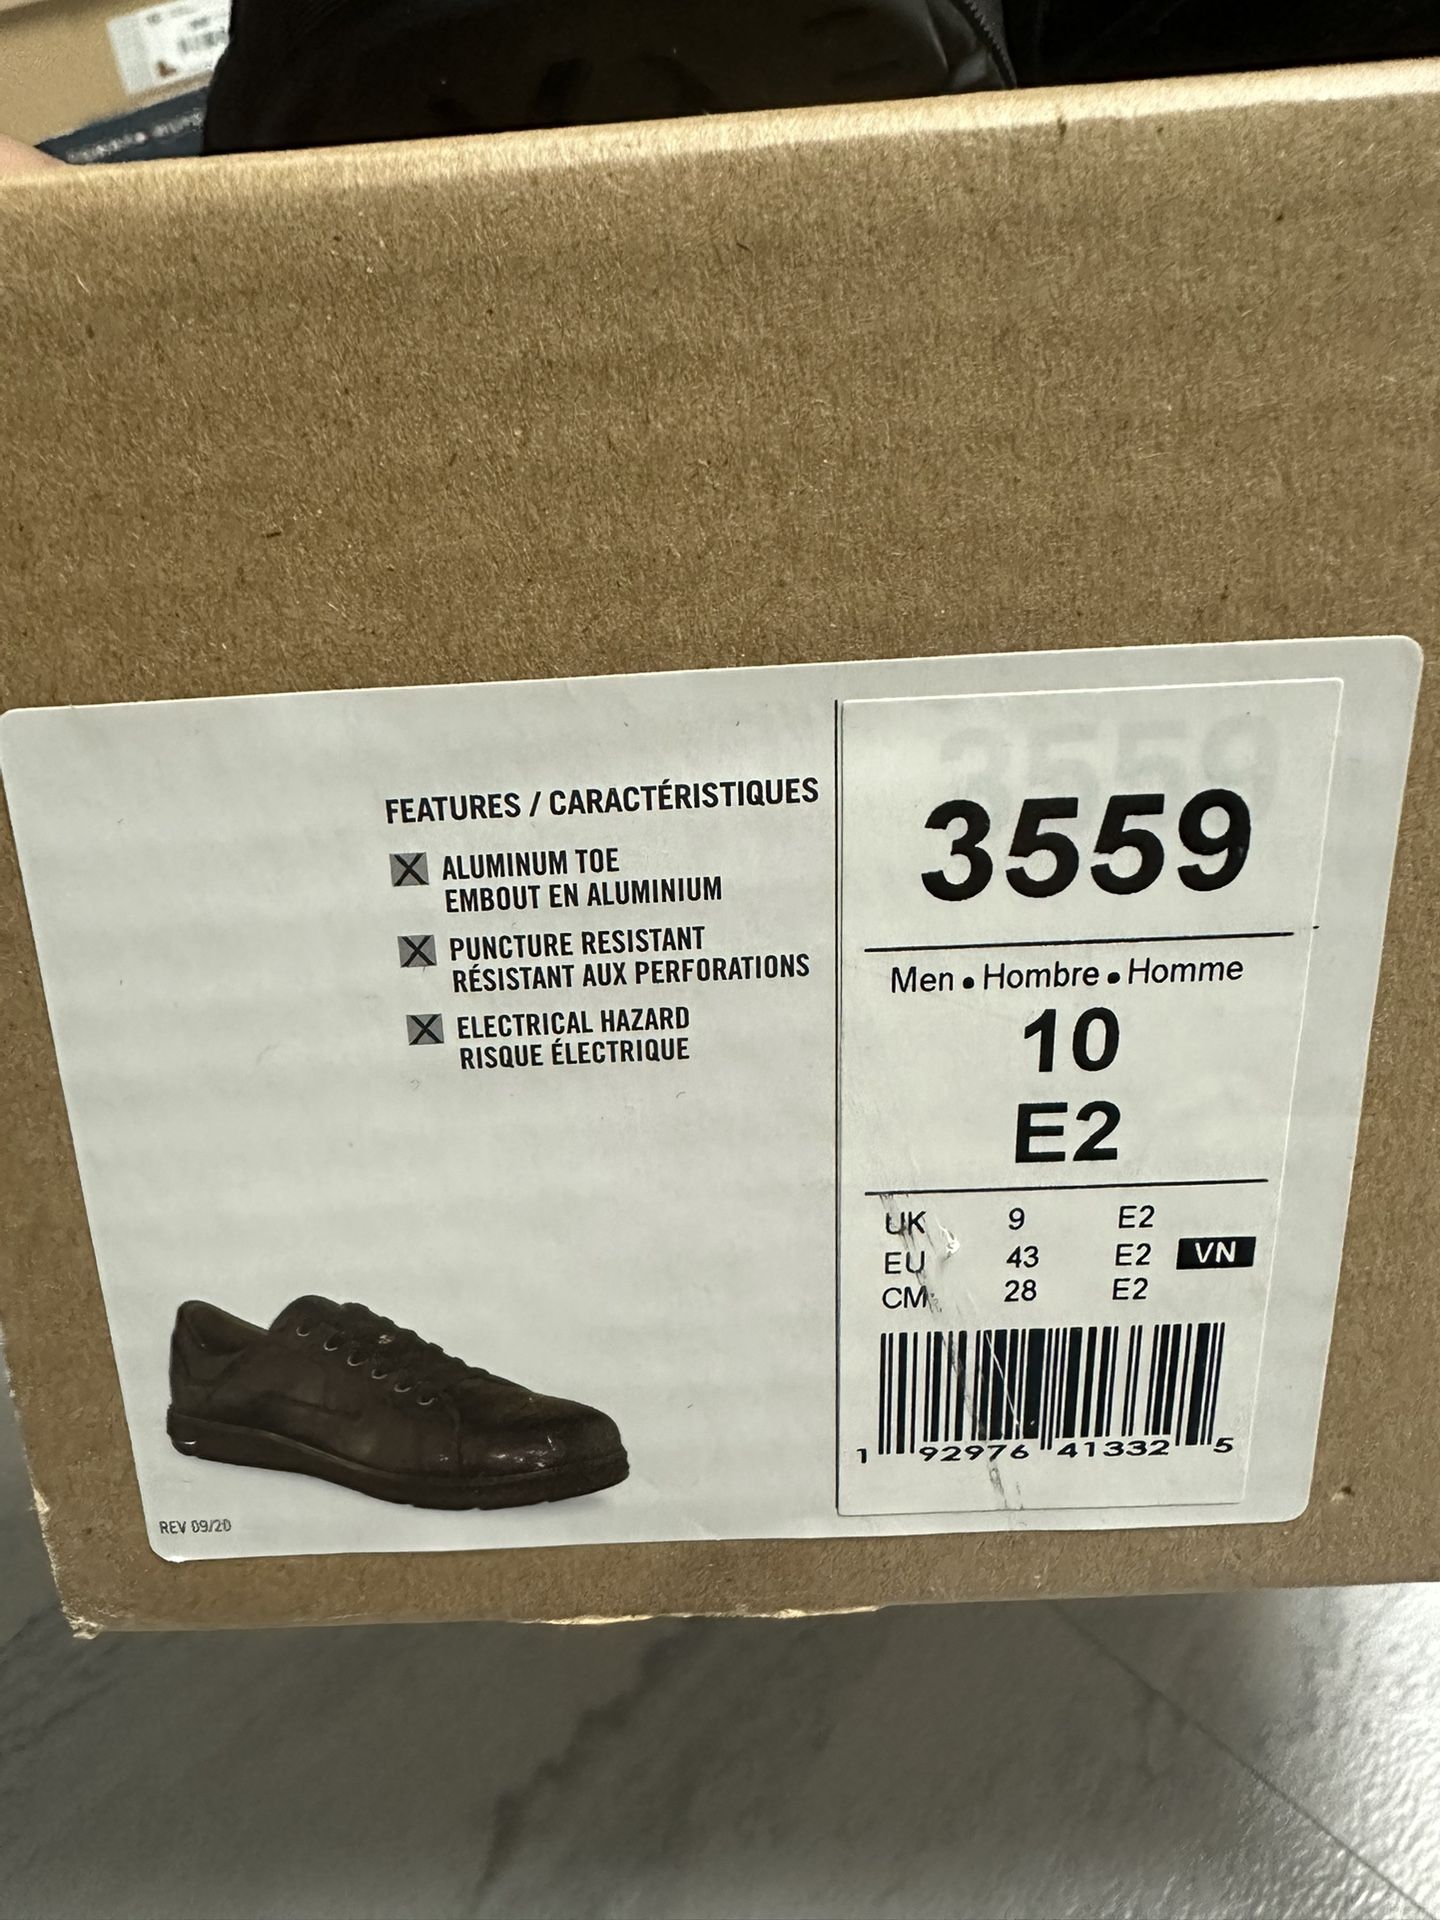 FEATURES / CARACTÉRISTIQUES
ALUMINUM TOE
EMBOUT EN ALUMINIUM
PUNCTURE RESISTANT
RÉSISTANT AUX PERFORATIONS
ELECTRICAL HAZARD
RISQUE ÉLECTRIQUE
REV 09/20
3559
3559
Men • Hombre • Homme
10
E2
UK 9 E2
EU 43 E2 VN
CM 28 E2
1 92976 41332 5